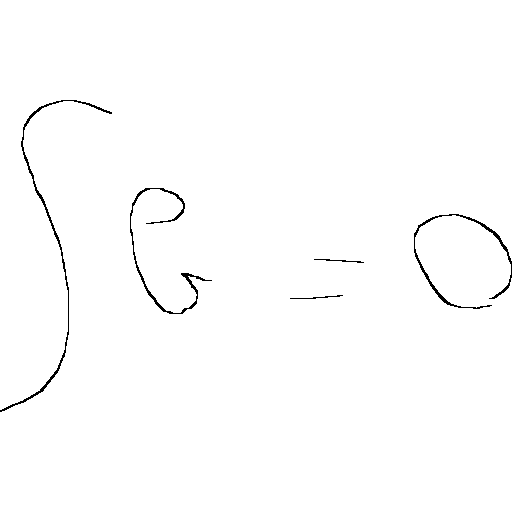 ∫ = 0